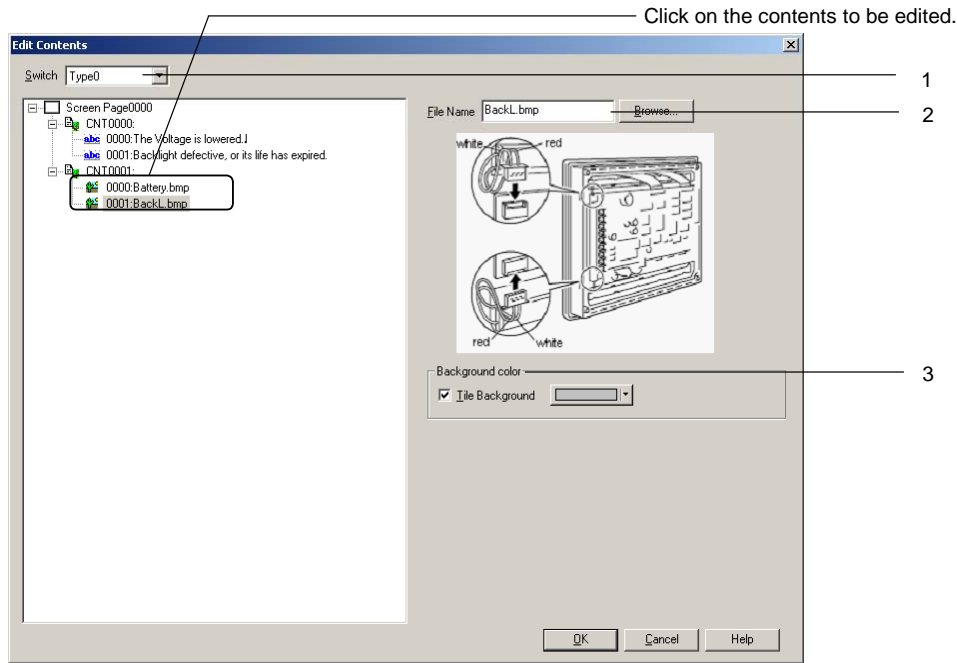 Click on the contents to be edited.
Edit Contents
Switch Type0
1
Screen Page0000
CNT0000:
abc 0000:The Voltage is lowered.↓
abc 0001:Backlight defective, or its life has expired.
CNT0001:
0000:Battery.bmp
0001:BackL.bmp
File Name BackL.bmp Browse...
2
white red
red white
Background color
3
Tile Background
OK Cancel Help